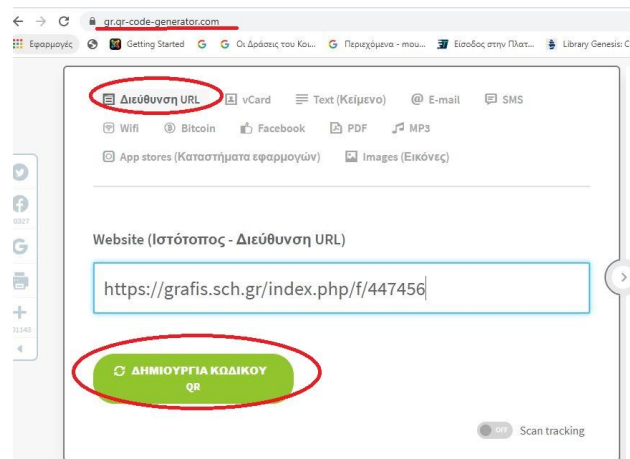 gr.qr-code-generator.com
Εφαρμογές Getting Started G G Οι Δράσεις του Κοι... G Περιεχόμενα - mou... Είσοδος στην Πλατ... Library Genesis: C
Διεύθυνση URL vCard Text (Κείμενο) @ E-mail SMS
Wifi Bitcoin Facebook PDF MP3
App stores (Καταστήματα εφαρμογών) Images (Εικόνες)
Website (Ιστότοπος - Διεύθυνση URL)
https://grafis.sch.gr/index.php/f/447456
ΔΗΜΙΟΥΡΓΙΑ ΚΩΔΙΚΟΥ
QR
OFF Scan tracking